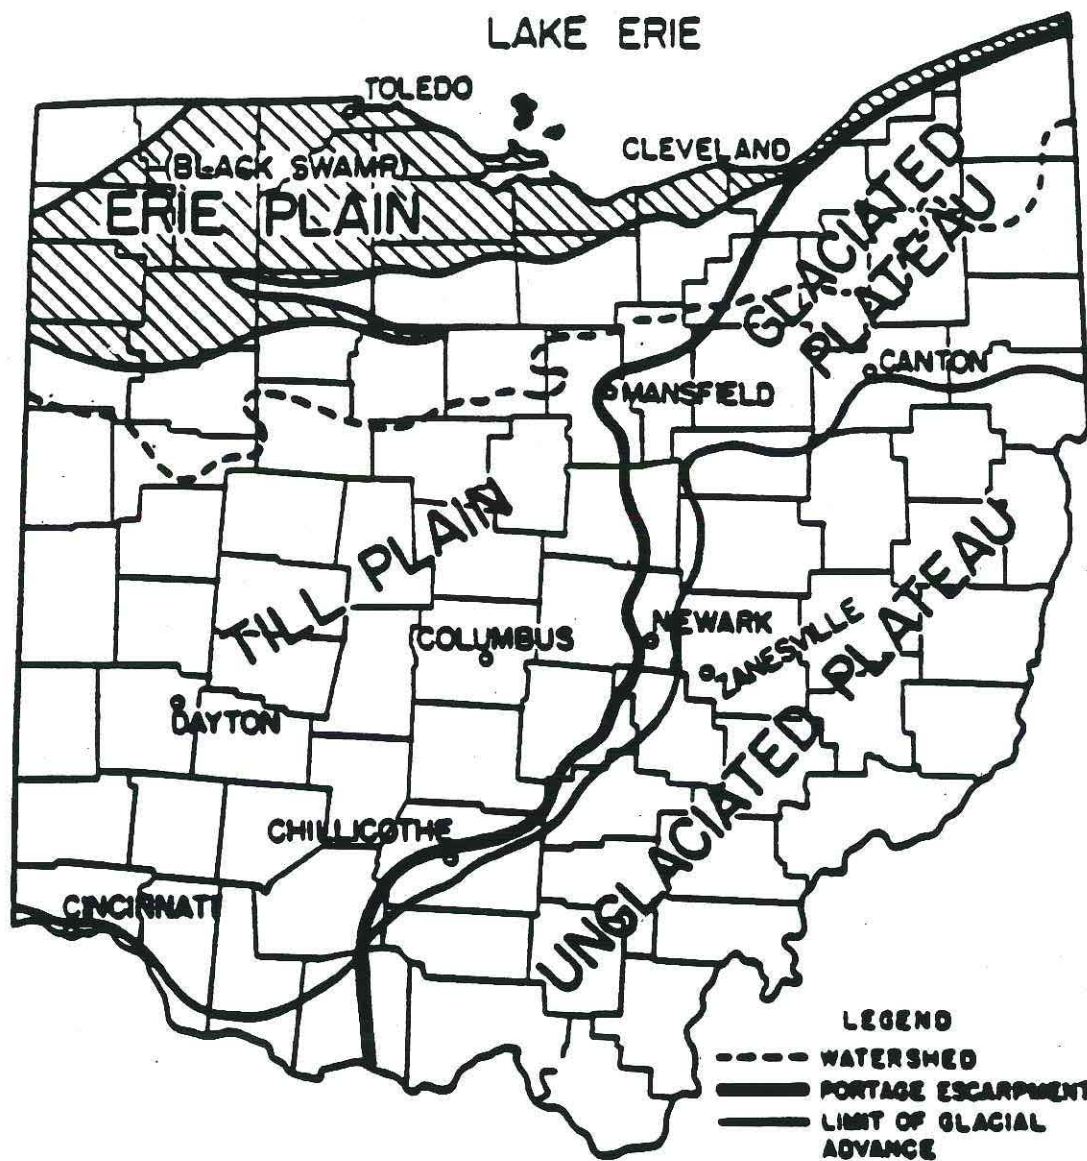 LAKE ERIE
TOLEDO
CLEVELAND
(BLACK SWAMP)
ERIE PLAIN
GLACIATED
PLATEAU
CANTON
MANSFIELD
TILL PLAIN
COLUMBUS
NEWARK
ZANESVILLE
UNGLACIATED PLATEAU
DAYTON
CHILLICOTHE
CINCINNATI
LEGEND
WATERSHED
PORTAGE ESCARPMENT
LIMIT OF GLACIAL
ADVANCE